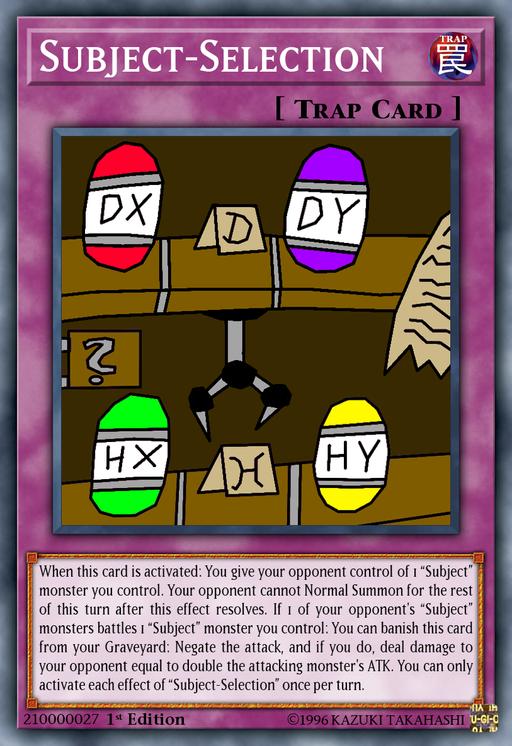 SUBJECT-SELECTION
TRAP
罠
[ TRAP CARD ]
DX
D
DY
?
HX
H
HY
When this card is activated: You give your opponent control of 1 “Subject”
monster you control. Your opponent cannot Normal Summon for the rest
of this turn after this effect resolves. If 1 of your opponent’s “Subject”
monsters battles 1 “Subject” monster you control: You can banish this card
from your Graveyard: Negate the attack, and if you do, deal damage to
your opponent equal to double the attacking monster’s ATK. You can only
activate each effect of “Subject-Selection” once per turn.
210000027 1st Edition ©1996 KAZUKI TAKAHASHI